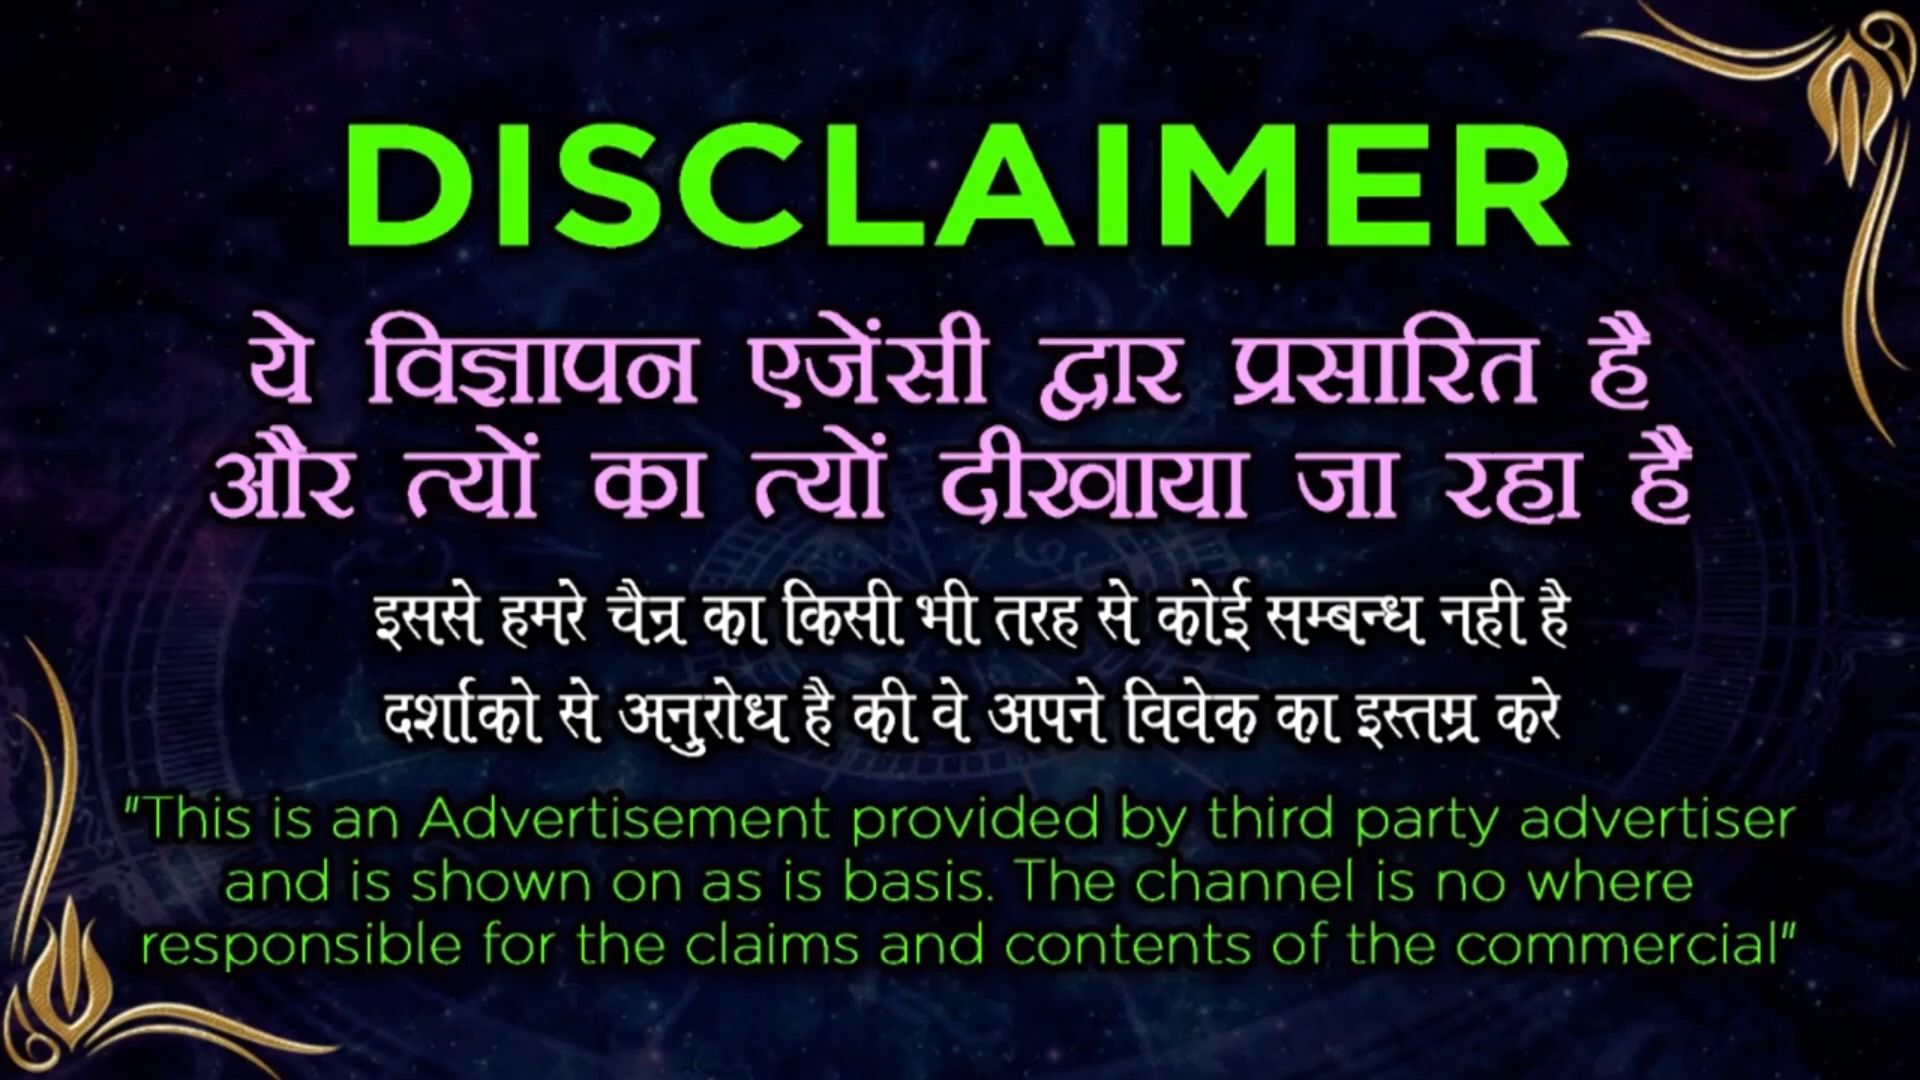 DISCLAIMER
ये विज्ञापन एजेंसी द्वार प्रसारित है
और त्यों का त्यों दीखाया जा रहा है
इससे हमरे चैन्र का किसी भी तरह से कोई सम्बन्ध नही है
दर्शाको से अनुरोध है की वे अपने विवेक का इस्तम्र करे
"This is an Advertisement provided by third party advertiser
and is shown on as is basis. The channel is no where
responsible for the claims and contents of the commercial"